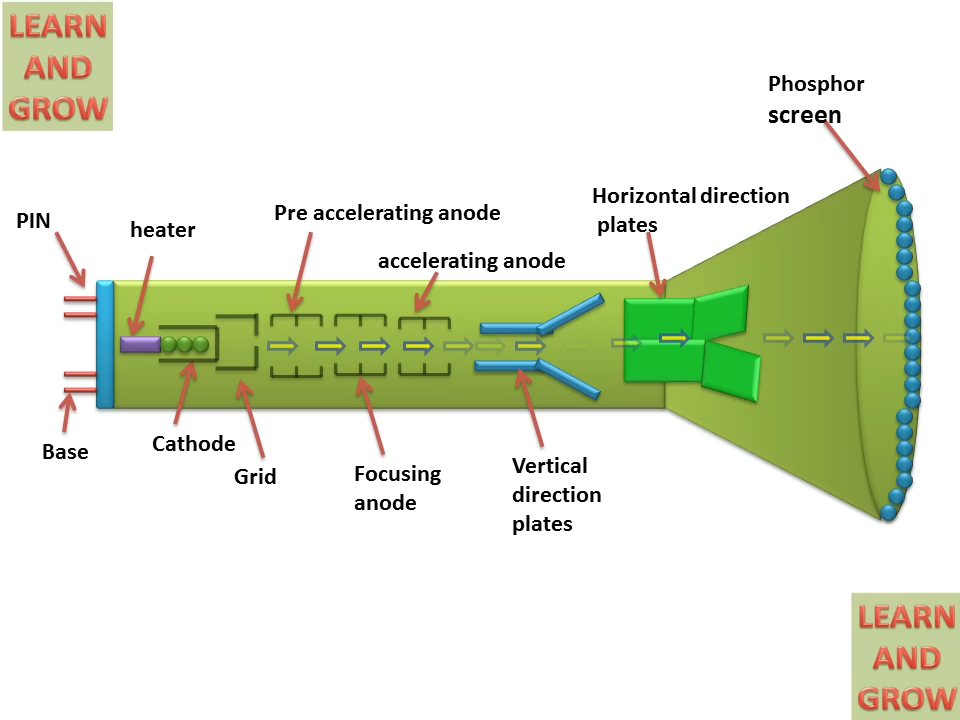 LEARN
AND
GROW
Phosphor
screen
PIN
heater
Pre accelerating anode
Horizontal direction
plates
accelerating anode
Base
Cathode
Grid
Focusing
anode
Vertical
direction
plates
LEARN
AND
GROW